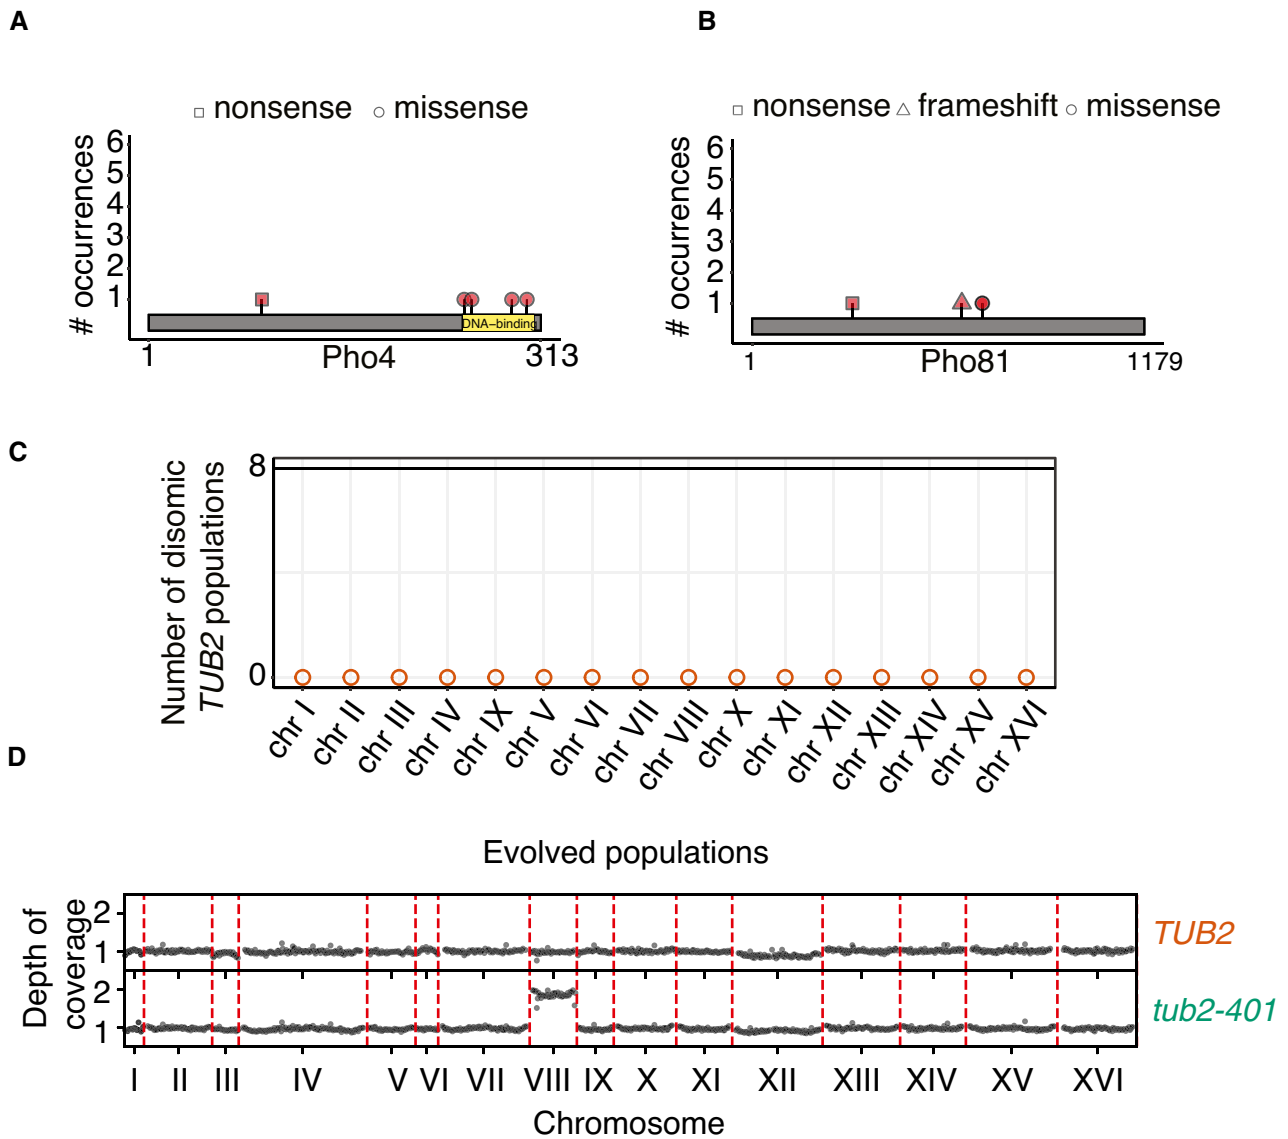 A
B
nonsense missense
nonsense frameshift missense
# occurrences
6
5
4
3
2
1
DNA-binding
1 Pho4 313
# occurrences
6
5
4
3
2
1
1 Pho81 1179
C
Number of disomic
TUB2 populations
8
0
chr I chr II chr III chr IV chr IX chr V chr VI chr VII chr VIII chr X chr XI chr XII chr XIII chr XIV chr XV chr XVI
D
Evolved populations
Depth of
coverage
2
1
TUB2
2
1
tub2-401
I II III IV V VI VII VIII IX X XI XII XIII XIV XV XVI
Chromosome